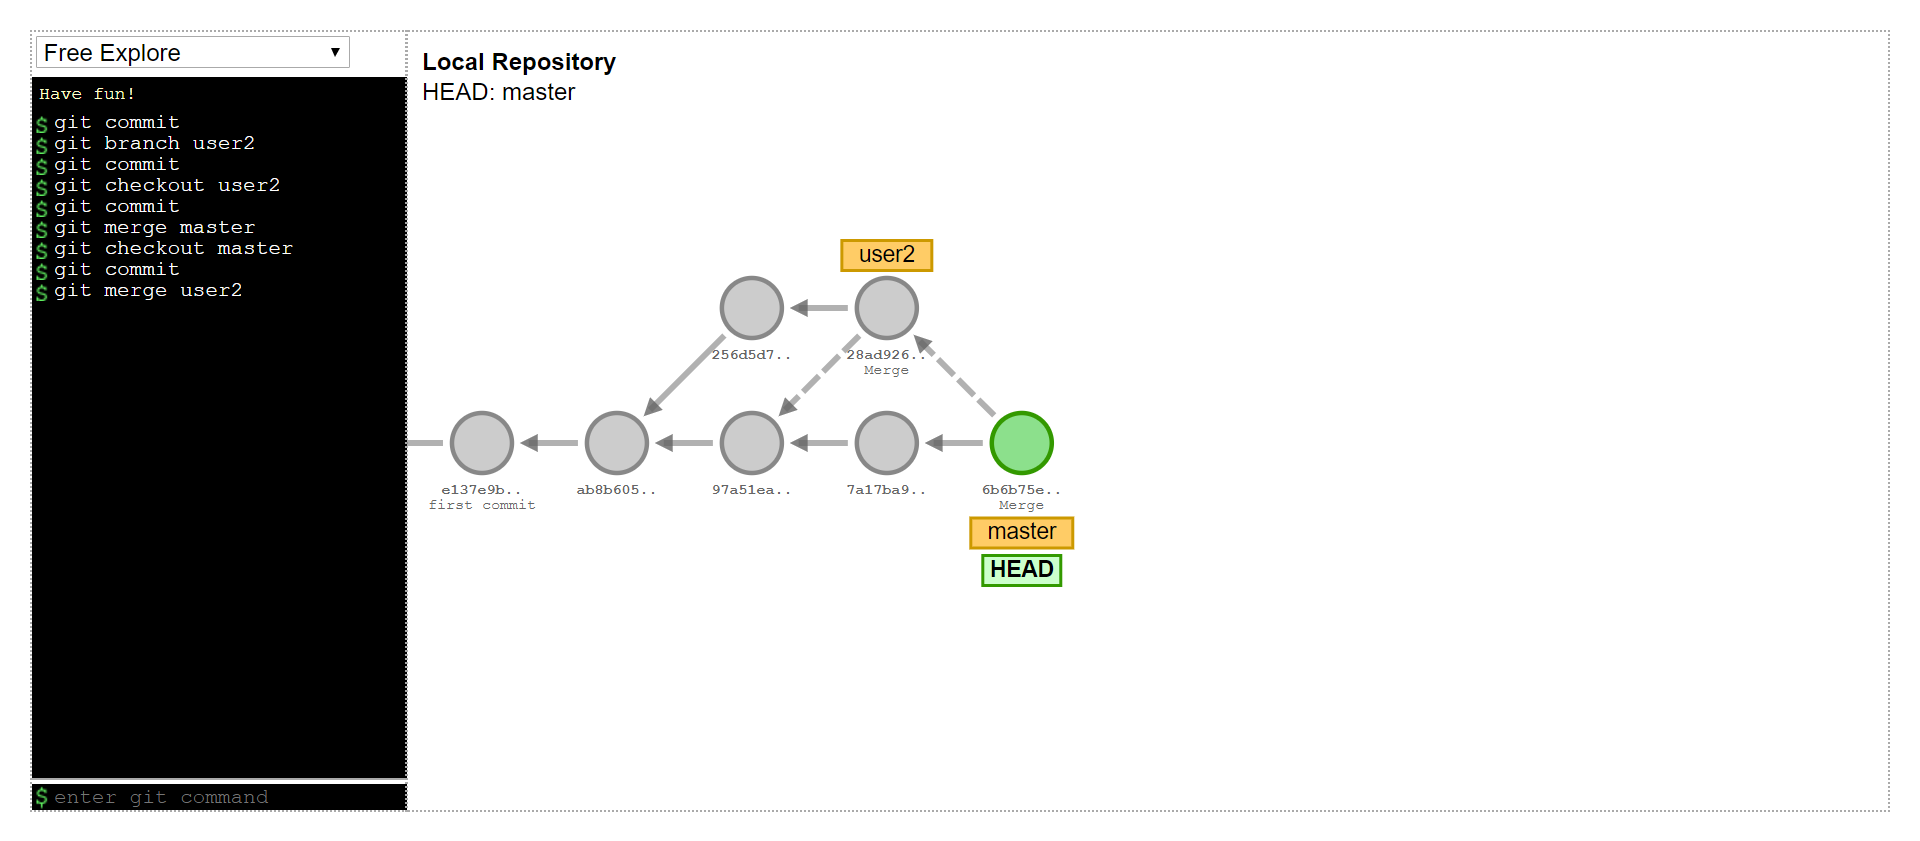 Free Explore
Have fun!
$ git commit
$ git branch user2
$ git commit
$ git checkout user2
$ git commit
$ git merge master
$ git checkout master
$ git commit
$ git merge user2
$ enter git command
Local Repository
HEAD: master
user2
256d5d7..
28ad926..
Merge
e137e9b..
first commit
ab8b605..
97a51ea..
7a17ba9..
6b6b75e..
Merge
master
HEAD